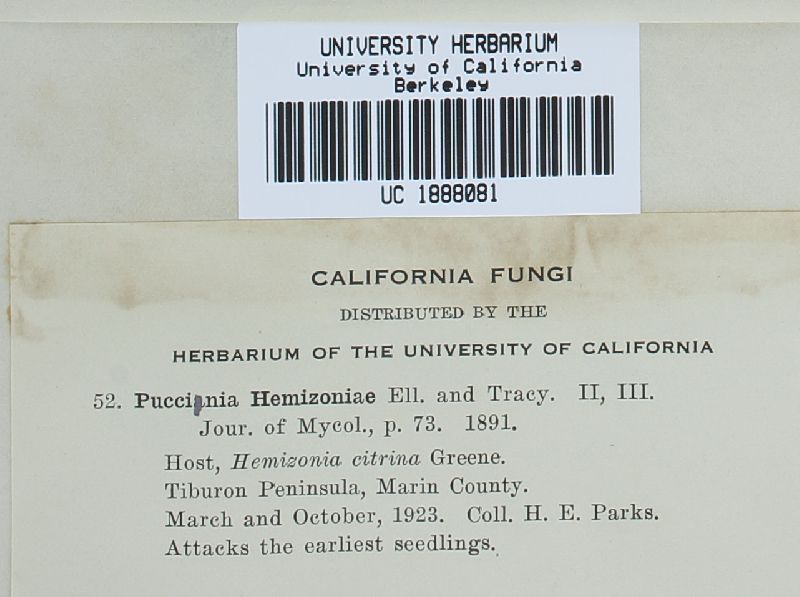 UNIVERSITY HERBARIUM
University of California
Berkeley
UC 1888081
CALIFORNIA FUNGI
DISTRIBUTED BY THE
HERBARIUM OF THE UNIVERSITY OF CALIFORNIA
52. Puccinia Hemizoniae Ell. and Tracy. II, III.
Jour. of Mycol., p. 73. 1891.
Host, Hemizonia citrina Greene.
Tiburon Peninsula, Marin County.
March and October, 1923. Coll. H. E. Parks.
Attacks the earliest seedlings.